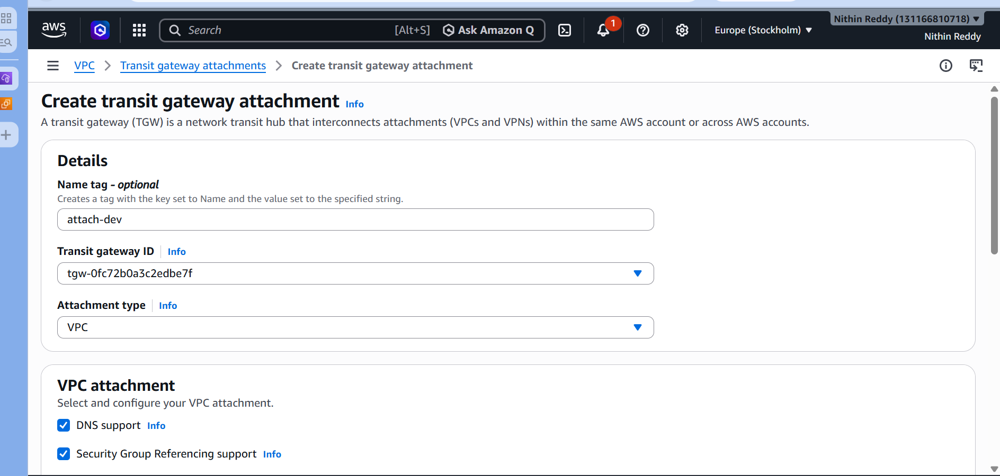 aws
Search
[Alt+S]
Ask Amazon Q
1
Europe (Stockholm)
Nithin Reddy (131166810718)
Nithin Reddy
VPC
Transit gateway attachments
Create transit gateway attachment
Create transit gateway attachment Info
A transit gateway (TGW) is a network transit hub that interconnects attachments (VPCs and VPNs) within the same AWS account or across AWS accounts.
Details
Name tag - optional
Creates a tag with the key set to Name and the value set to the specified string.
attach-dev
Transit gateway ID Info
tgw-0fc72b0a3c2edbe7f
Attachment type Info
VPC
VPC attachment
Select and configure your VPC attachment.
DNS support Info
Security Group Referencing support Info